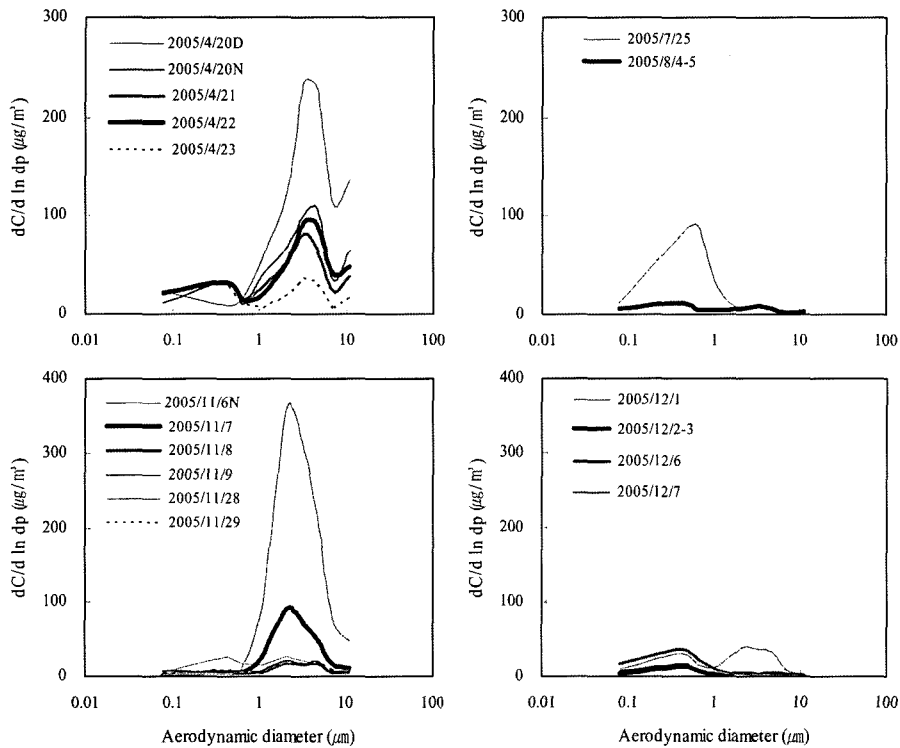 300
200
100
0
dC/d ln dp (μg/m³)
2005/4/20D
2005/4/20N
2005/4/21
2005/4/22
2005/4/23
0.01 0.1 1 10 100
300
200
100
0
dC/d ln dp (μg/m³)
2005/7/25
2005/8/4-5
0.01 0.1 1 10 100
400
300
200
100
0
dC/d ln dp (μg/m³)
2005/11/6N
2005/11/7
2005/11/8
2005/11/9
2005/11/28
2005/11/29
0.01 0.1 1 10 100
Aerodynamic diameter (μm)
400
300
200
100
0
dC/d ln dp (μg/m³)
2005/12/1
2005/12/2-3
2005/12/6
2005/12/7
0.01 0.1 1 10 100
Aerodynamic diameter (μm)